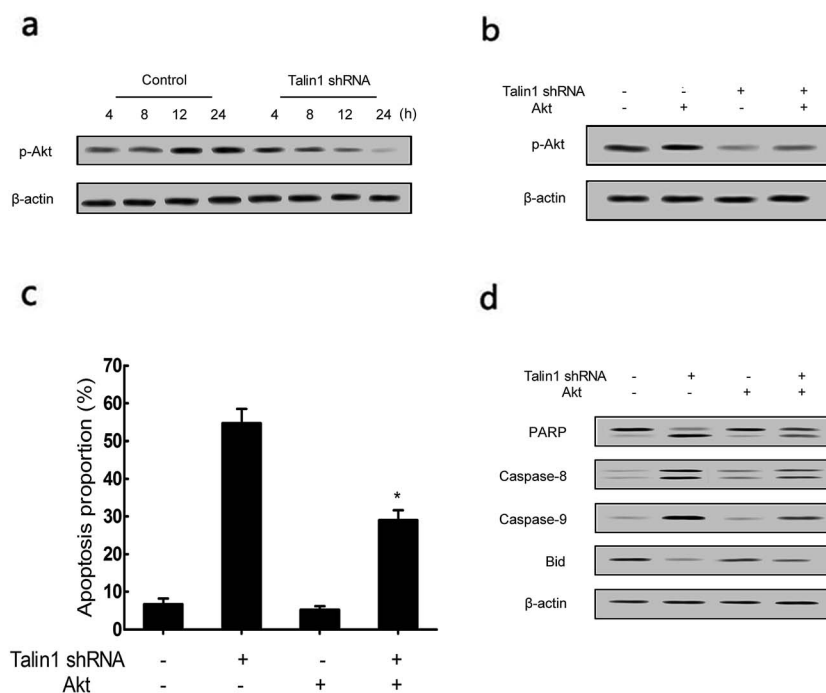 a
Control Talin1 shRNA
4 8 12 24 4 8 12 24 (h)
p-Akt
β-actin
b
Talin1 shRNA - - + +
Akt - + - +
p-Akt
β-actin
c
Apoptosis proportion (%)
70
60
50
40
30
20
10
0
*
Talin1 shRNA - + - +
Akt - - + +
d
Talin1 shRNA - + - +
Akt - - + +
PARP
Caspase-8
Caspase-9
Bid
β-actin